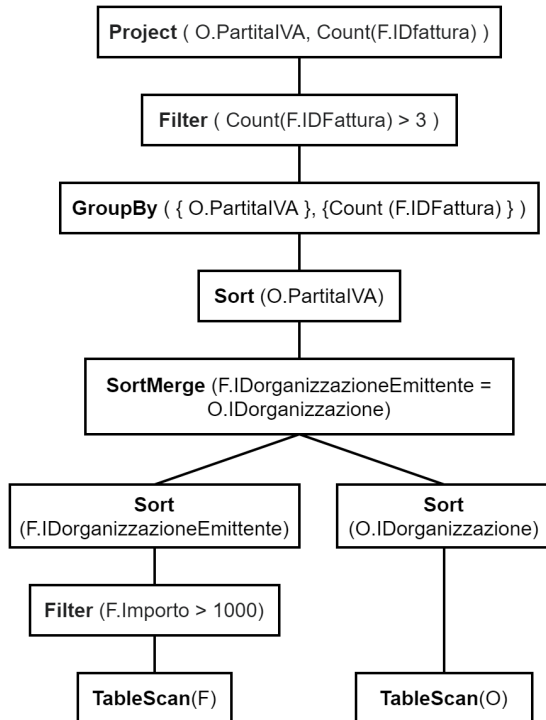 Project ( O.PartitaIVA, Count(F.IDfattura) )
Filter ( Count(F.IDFattura) > 3 )
GroupBy ( { O.PartitaIVA }, {Count (F.IDFattura) } )
Sort (O.PartitaIVA)
SortMerge (F.IDorganizzazioneEmittente =
O.IDorganizzazione)
Sort
(F.IDorganizzazioneEmittente)
Sort
(O.IDorganizzazione)
Filter (F.Importo > 1000)
TableScan(F)
TableScan(O)